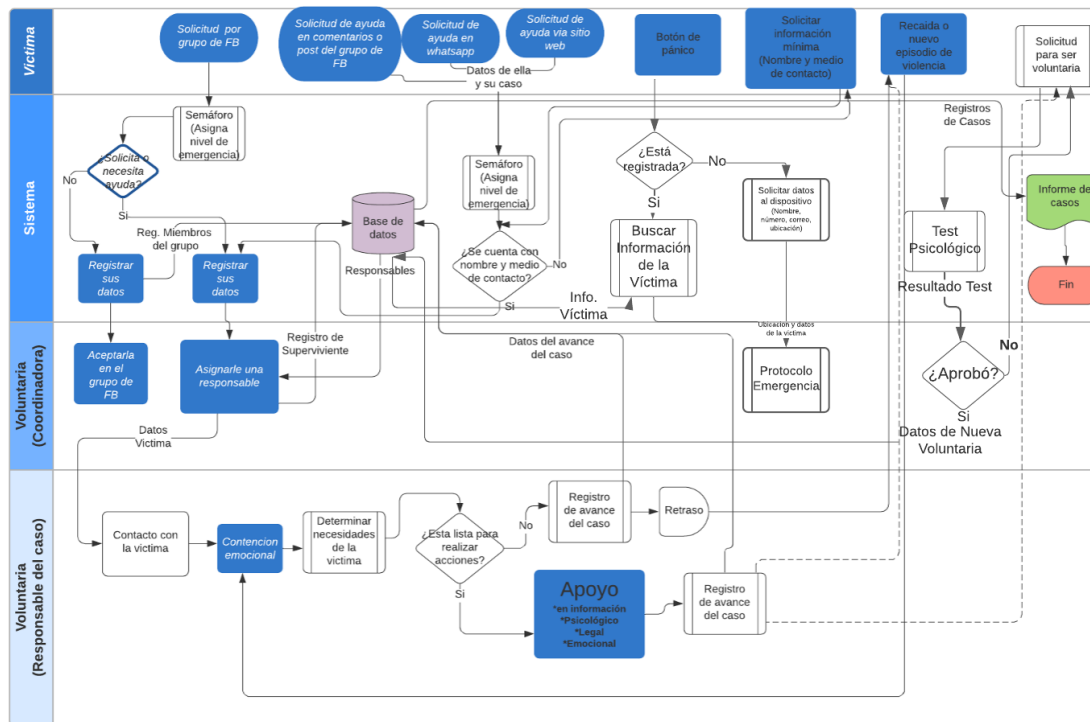 Víctima
Solicitud por
grupo de FB
Solicitud de ayuda
en comentarios o
post del grupo de
FB
Solicitud de
ayuda en
whatsapp
Solicitud de
ayuda via sitio
web
Datos de ella
y su caso
Botón de
pánico
Solicitar
información
mínima
(Nombre y medio
de contacto)
Recaida o
nuevo
episodio de
violencia
Solicitud
para ser
voluntaria
Sistema
Semáforo
(Asigna
nivel de
emergencia)
¿Solicita o
necesita
ayuda?
No
Si
Reg. Miembros
del grupo
Registrar
sus
datos
Registrar
sus
datos
Base de
datos
Responsables
Semáforo
(Asigna
nivel de
emergencia)
¿Se cuenta con
nombre y medio
de contacto?
No
Si
Info.
Víctima
¿Está
registrada?
No
Si
Buscar
Información
de la
Víctima
Solicitar datos
al dispositivo
(Nombre,
número, correo,
ubicación)
Registros
de Casos
Test
Psicológico
Resultado Test
Informe de
casos
Fin
Voluntaria
(Coordinadora)
Aceptarla
en el
grupo de
FB
Asignarle una
responsable
Registro de
Superviviente
Datos
Victima
Datos del avance
del caso
Ubicación y datos
de la victima
Protocolo
Emergencia
¿Aprobó?
No
Si
Datos de Nueva
Voluntaria
Voluntaria
(Responsable del caso)
Contacto con
la victima
Contencion
emocional
Determinar
necesidades de
la victima
¿Esta lista para
realizar
acciones?
No
Si
Registro de
avance
del caso
Retraso
Apoyo
*en información
*Psicológico
*Legal
*Emocional
Registro
de avance
del caso